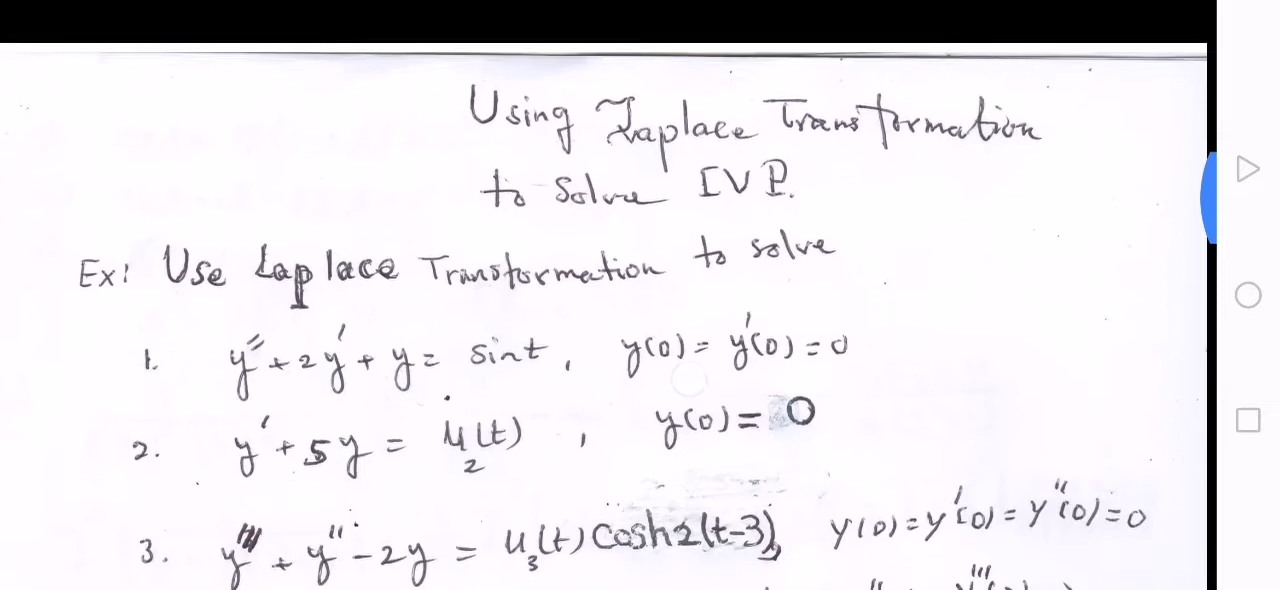 Using Laplace Transformation
to Solve IVP.
Ex: Use Laplace Transformation to solve
1. y'' + 2y' + y = sint, y(0) = y'(0) = 0
2. y' + 5y = u₂(t), y(0) = 0
3. y''' + y'' - 2y = u₃(t) cosh2(t-3), y(0) = y'(0) = y''(0) = 0